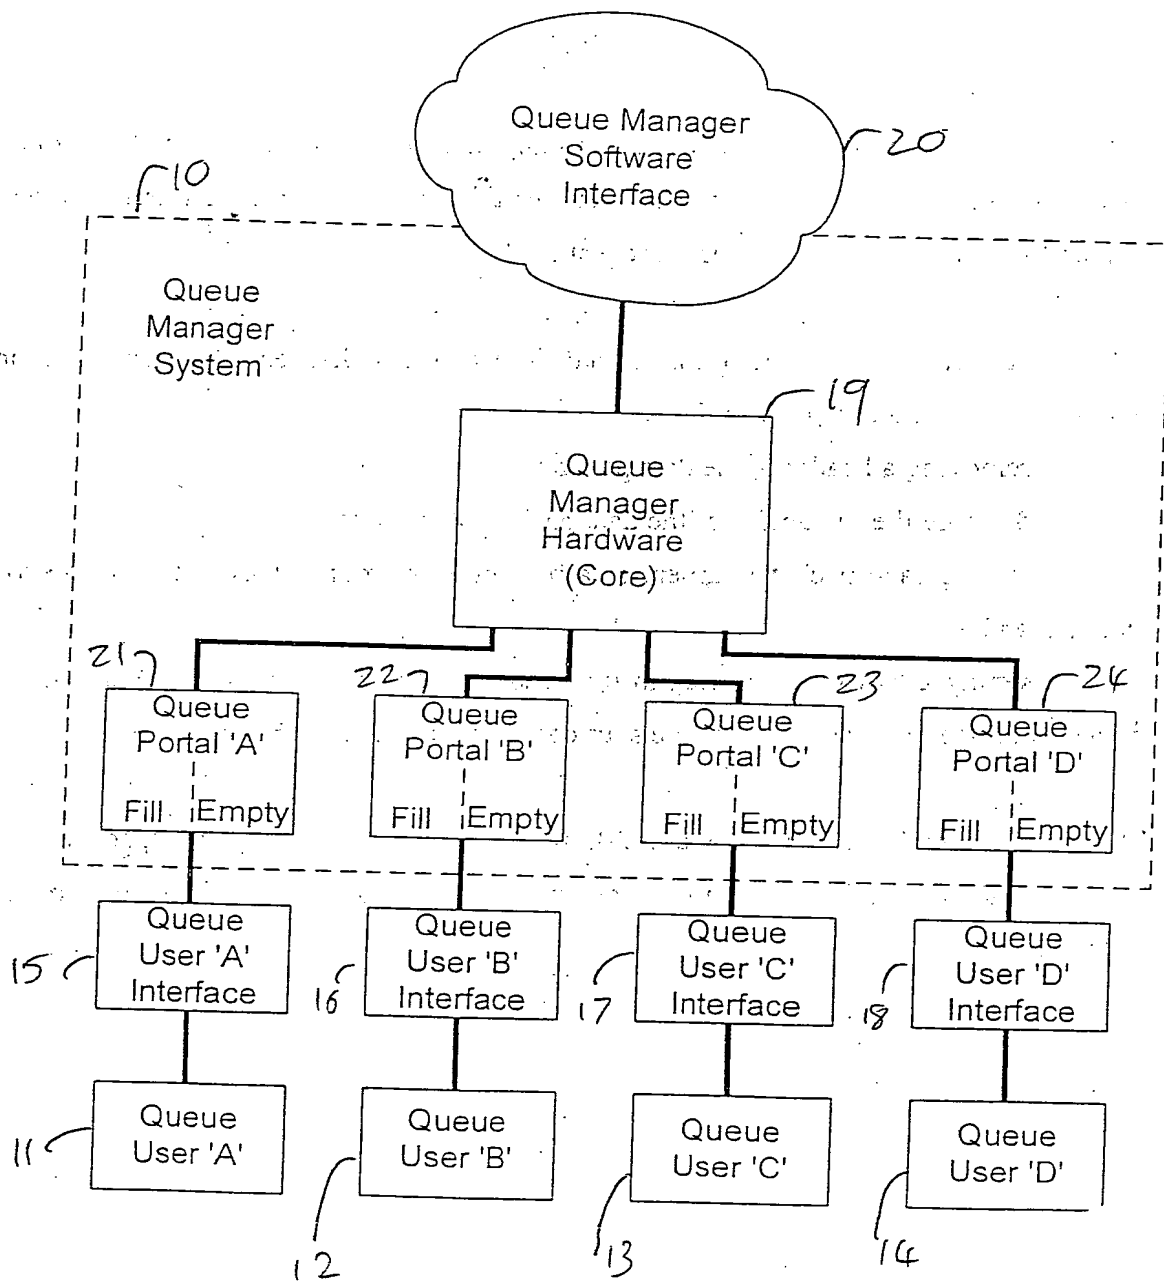 Queue Manager
Software
Interface
20
10
Queue
Manager
System
19
Queue
Manager
Hardware
(Core)
21
22
23
24
Queue
Portal 'A'
Fill Empty
Queue
Portal 'B'
Fill Empty
Queue
Portal 'C'
Fill Empty
Queue
Portal 'D'
Fill Empty
15
Queue
User 'A'
Interface
16
Queue
User 'B'
Interface
17
Queue
User 'C'
Interface
18
Queue
User 'D'
Interface
11
Queue
User 'A'
12
Queue
User 'B'
13
Queue
User 'C'
14
Queue
User 'D'